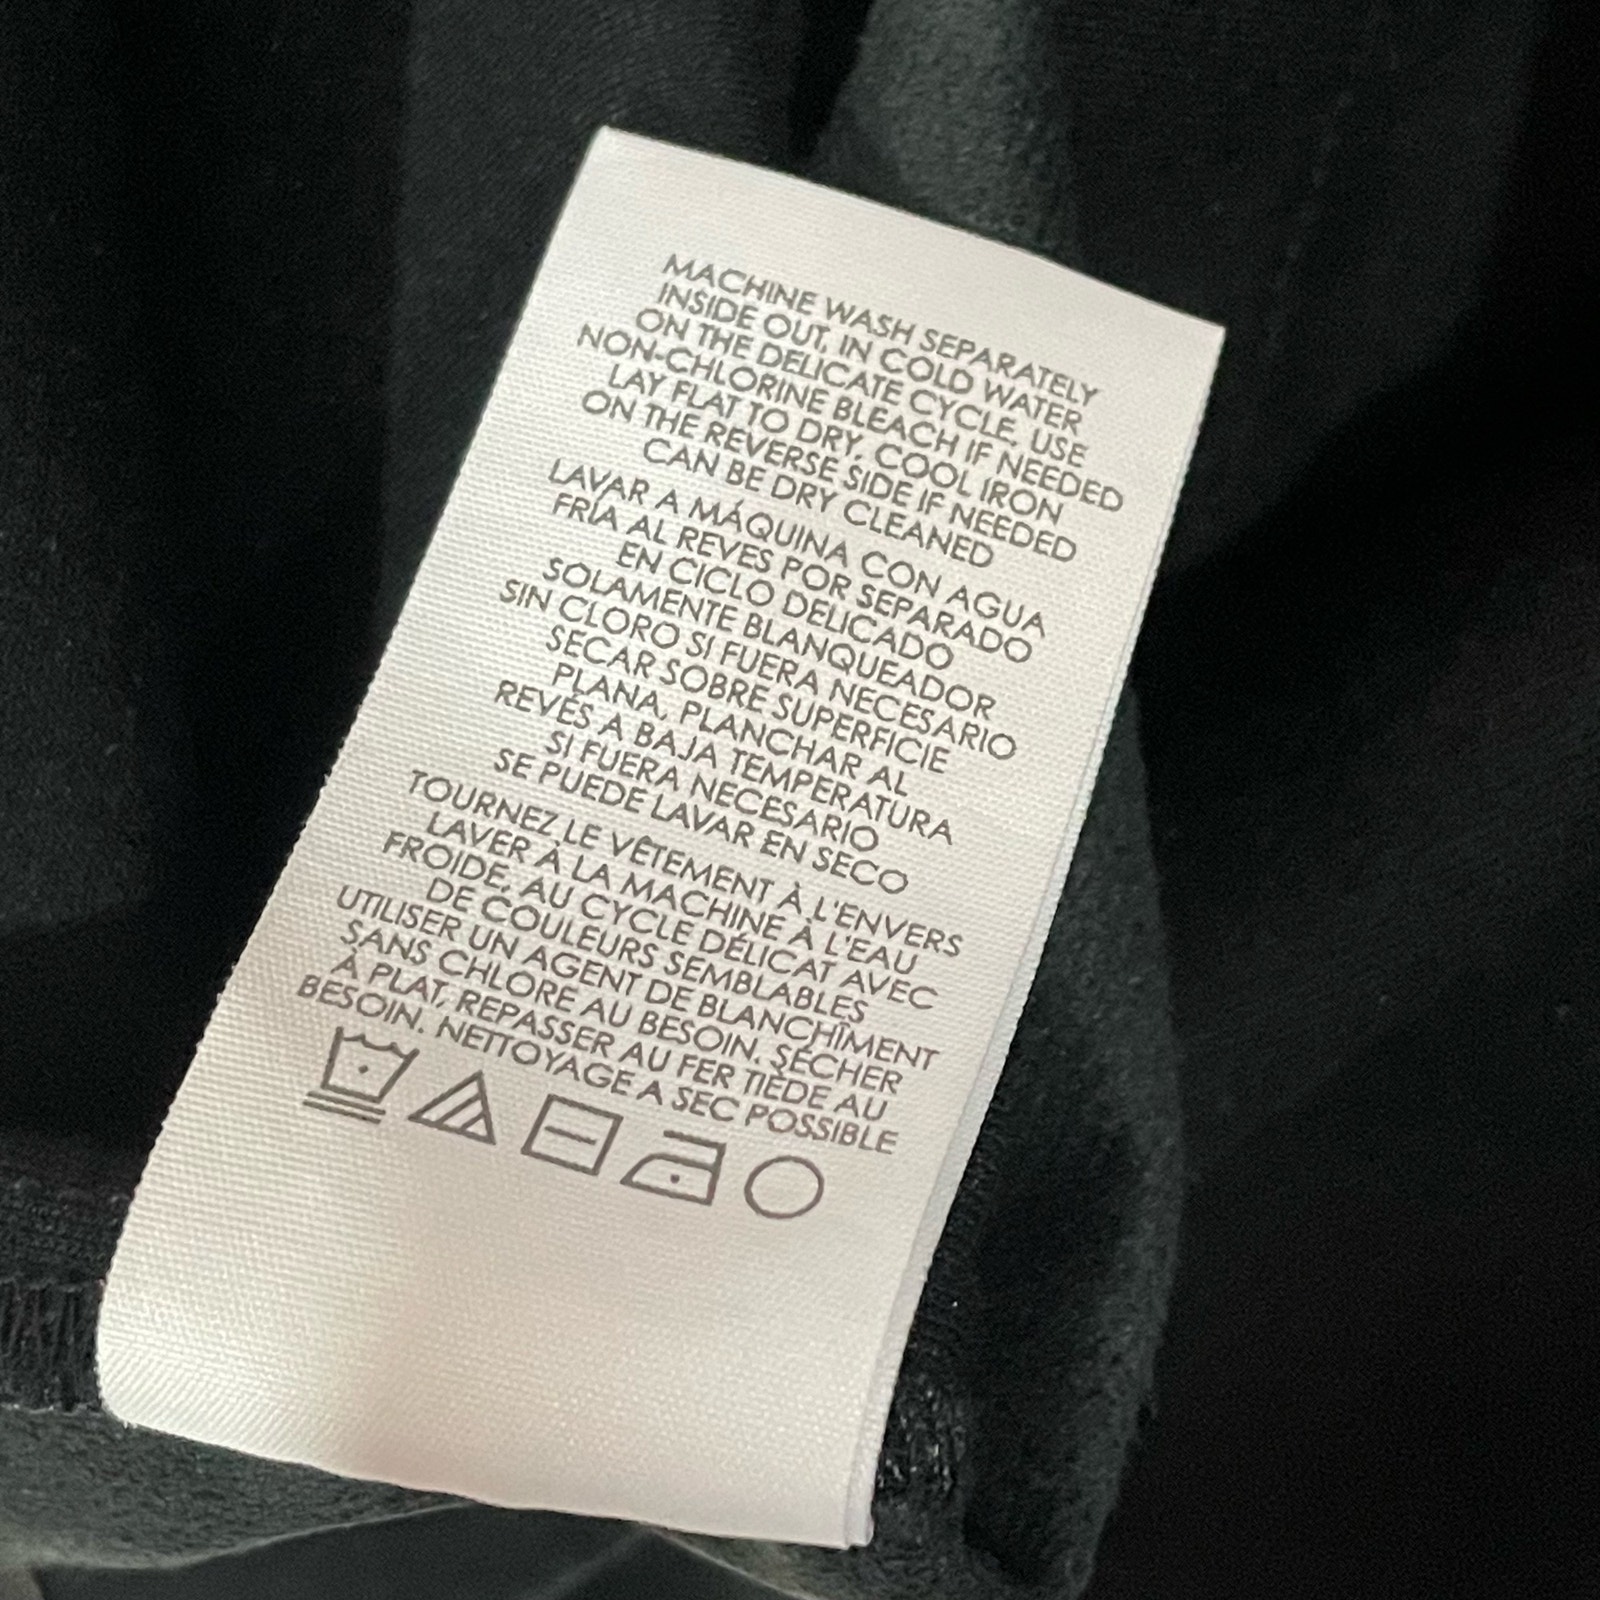 MACHINE WASH SEPARATELY
INSIDE OUT, IN COLD WATER
ON THE DELICATE CYCLE, USE
NON-CHLORINE BLEACH IF NEEDED
LAY FLAT TO DRY, COOL IRON
ON THE REVERSE SIDE IF NEEDED
CAN BE DRY CLEANED
LAVAR A MÁQUINA CON AGUA
FRÍA AL REVES POR SEPARADO
EN CICLO DELICADO
SOLAMENTE BLANQUEADOR
SIN CLORO SI FUERA NECESARIO
SECAR SOBRE SUPERFICIE
PLANA, PLANCHAR AL
REVÉS A BAJA TEMPERATURA
SI FUERA NECESARIO
SE PUEDE LAVAR EN SECO
TOURNEZ LE VÊTEMENT À L'ENVERS
LAVER À LA MACHINE À L'EAU
FROIDE, AU CYCLE DÉLICAT AVEC
DE COULEURS SEMBLABLES
UTILISER UN AGENT DE BLANCHÎMENT
SANS CHLORE AU BESOIN. SÉCHER
À PLAT, REPASSER AU FER TIÈDE AU
BESOIN. NETTOYAGE A SEC POSSIBLE